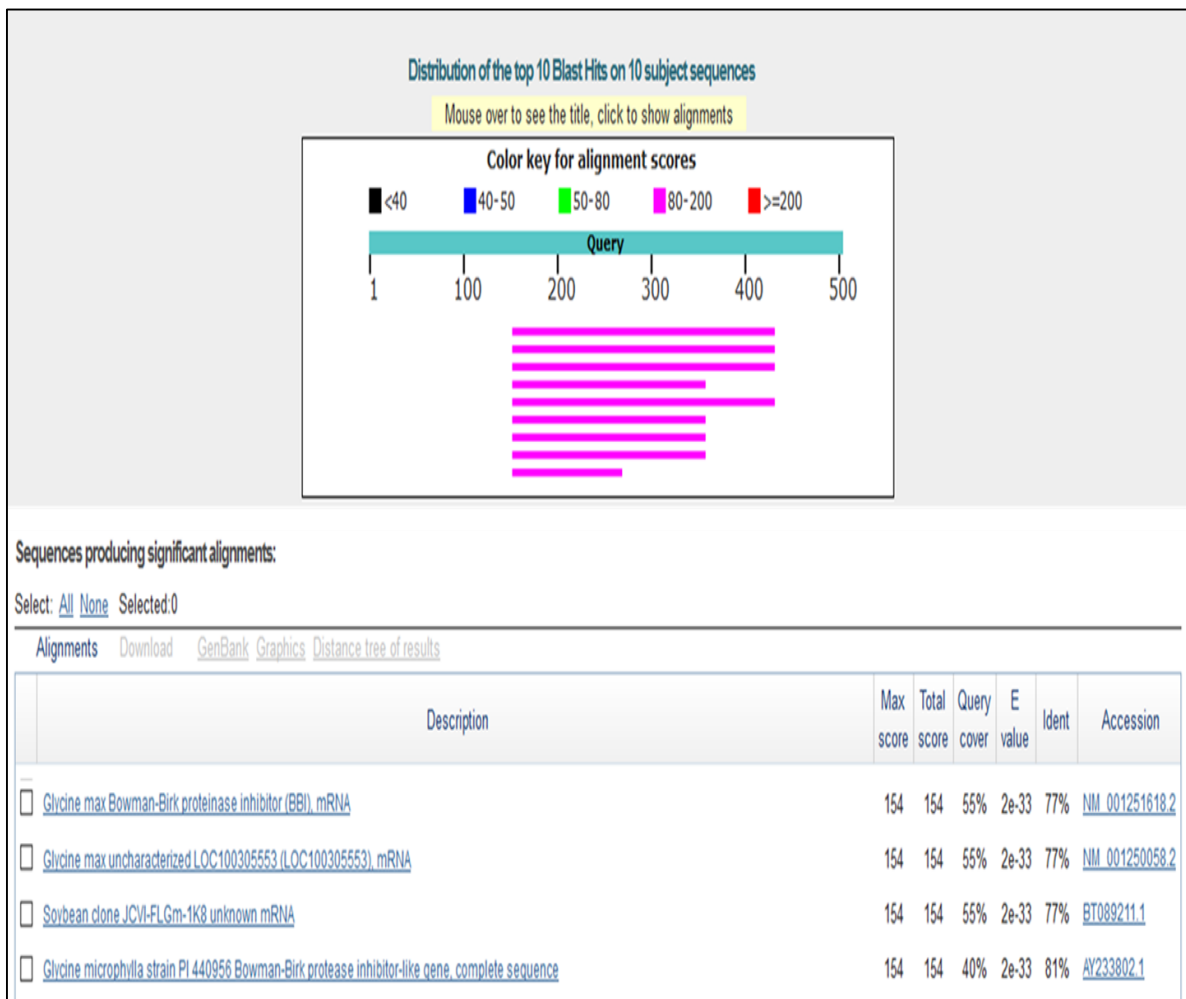 Distribution of the top 10 Blast Hits on 10 subject sequences
Mouse over to see the title, click to show alignments
Color key for alignment scores
<40 40-50 50-80 80-200 >=200
Query
1 100 200 300 400 500
Sequences producing significant alignments:
Select: All None Selected:0
Alignments Download GenBank Graphics Distance tree of results
Description Max score Total score Query cover E value Ident Accession
Glycine max Bowman-Birk proteinase inhibitor (BBI), mRNA 154 154 55% 2e-33 77% NM_001251618.2
Glycine max uncharacterized LOC100305553 (LOC100305553), mRNA 154 154 55% 2e-33 77% NM_001250058.2
Soybean clone JCVI-FLGm-1K8 unknown mRNA 154 154 55% 2e-33 77% BT089211.1
Glycine microphylla strain PI 440956 Bowman-Birk protease inhibitor-like gene, complete sequence 154 154 40% 2e-33 81% AY233802.1